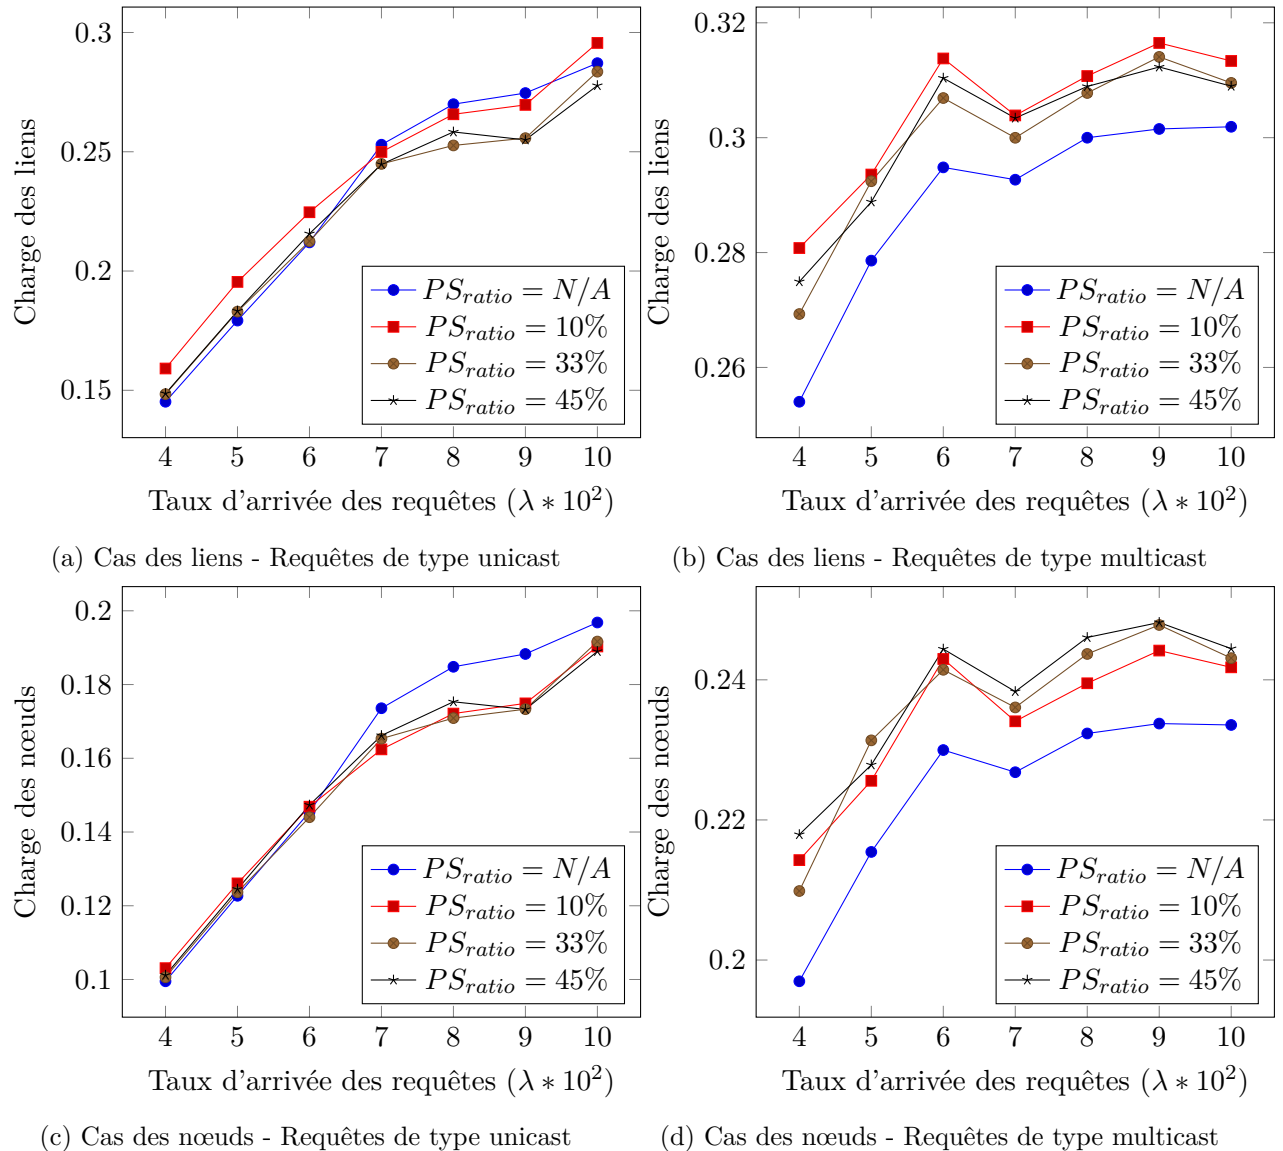 0.3
0.25
0.2
0.15
Charge des liens
4 5 6 7 8 9 10
Taux d'arrivée des requêtes (λ ∗ 10²)
PS_ratio = N/A
PS_ratio = 10%
PS_ratio = 33%
PS_ratio = 45%
(a) Cas des liens - Requêtes de type unicast
0.32
0.3
0.28
0.26
Charge des liens
4 5 6 7 8 9 10
Taux d'arrivée des requêtes (λ ∗ 10²)
PS_ratio = N/A
PS_ratio = 10%
PS_ratio = 33%
PS_ratio = 45%
(b) Cas des liens - Requêtes de type multicast
0.2
0.18
0.16
0.14
0.12
0.1
Charge des nœuds
4 5 6 7 8 9 10
Taux d'arrivée des requêtes (λ ∗ 10²)
PS_ratio = N/A
PS_ratio = 10%
PS_ratio = 33%
PS_ratio = 45%
(c) Cas des nœuds - Requêtes de type unicast
0.24
0.22
0.2
Charge des nœuds
4 5 6 7 8 9 10
Taux d'arrivée des requêtes (λ ∗ 10²)
PS_ratio = N/A
PS_ratio = 10%
PS_ratio = 33%
PS_ratio = 45%
(d) Cas des nœuds - Requêtes de type multicast